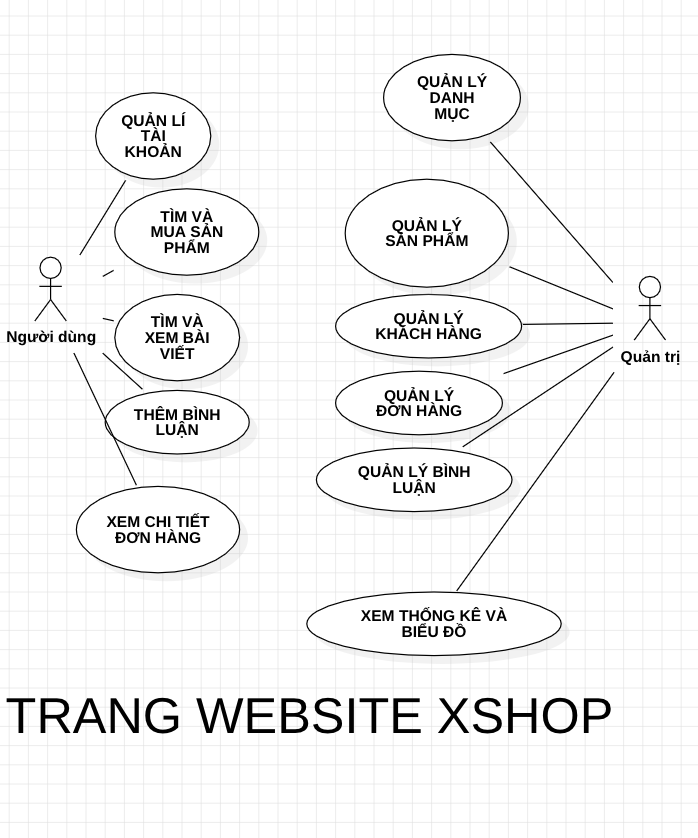 QUẢN LÍ
TÀI
KHOẢN
TÌM VÀ
MUA SẢN
PHẨM
TÌM VÀ
XEM BÀI
VIẾT
THÊM BÌNH
LUẬN
XEM CHI TIẾT
ĐƠN HÀNG
Người dùng
QUẢN LÝ
DANH
MỤC
QUẢN LÝ
SẢN PHẨM
QUẢN LÝ
KHÁCH HÀNG
QUẢN LÝ
ĐƠN HÀNG
QUẢN LÝ BÌNH
LUẬN
XEM THỐNG KÊ VÀ
BIỂU ĐỒ
Quản trị
TRANG WEBSITE XSHOP